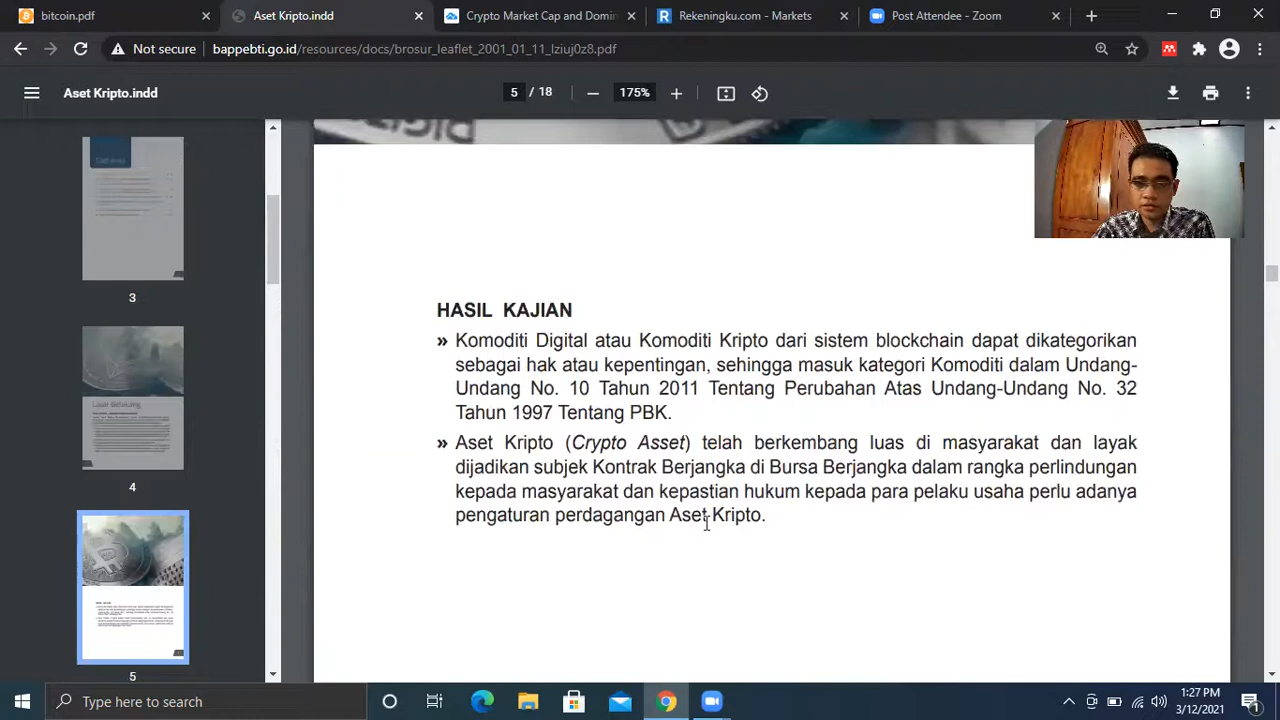 bitcoin.pdf
Aset Kripto.indd
Crypto Market Cap and Domin
Rekeningku.com - Markets
Post Attendee - Zoom
Not secure
bappebti.go.id/resources/docs/brosur_leaflet_2001_01_11_lziuj0z8.pdf
Aset Kripto.indd
5 / 18
175%
3
4
5
HASIL KAJIAN
» Komoditi Digital atau Komoditi Kripto dari sistem blockchain dapat dikategorikan
sebagai hak atau kepentingan, sehingga masuk kategori Komoditi dalam Undang-
Undang No. 10 Tahun 2011 Tentang Perubahan Atas Undang-Undang No. 32
Tahun 1997 Tentang PBK.
» Aset Kripto (Crypto Asset) telah berkembang luas di masyarakat dan layak
dijadikan subjek Kontrak Berjangka di Bursa Berjangka dalam rangka perlindungan
kepada masyarakat dan kepastian hukum kepada para pelaku usaha perlu adanya
pengaturan perdagangan Aset Kripto.
Type here to search
1:27 PM
3/12/2021